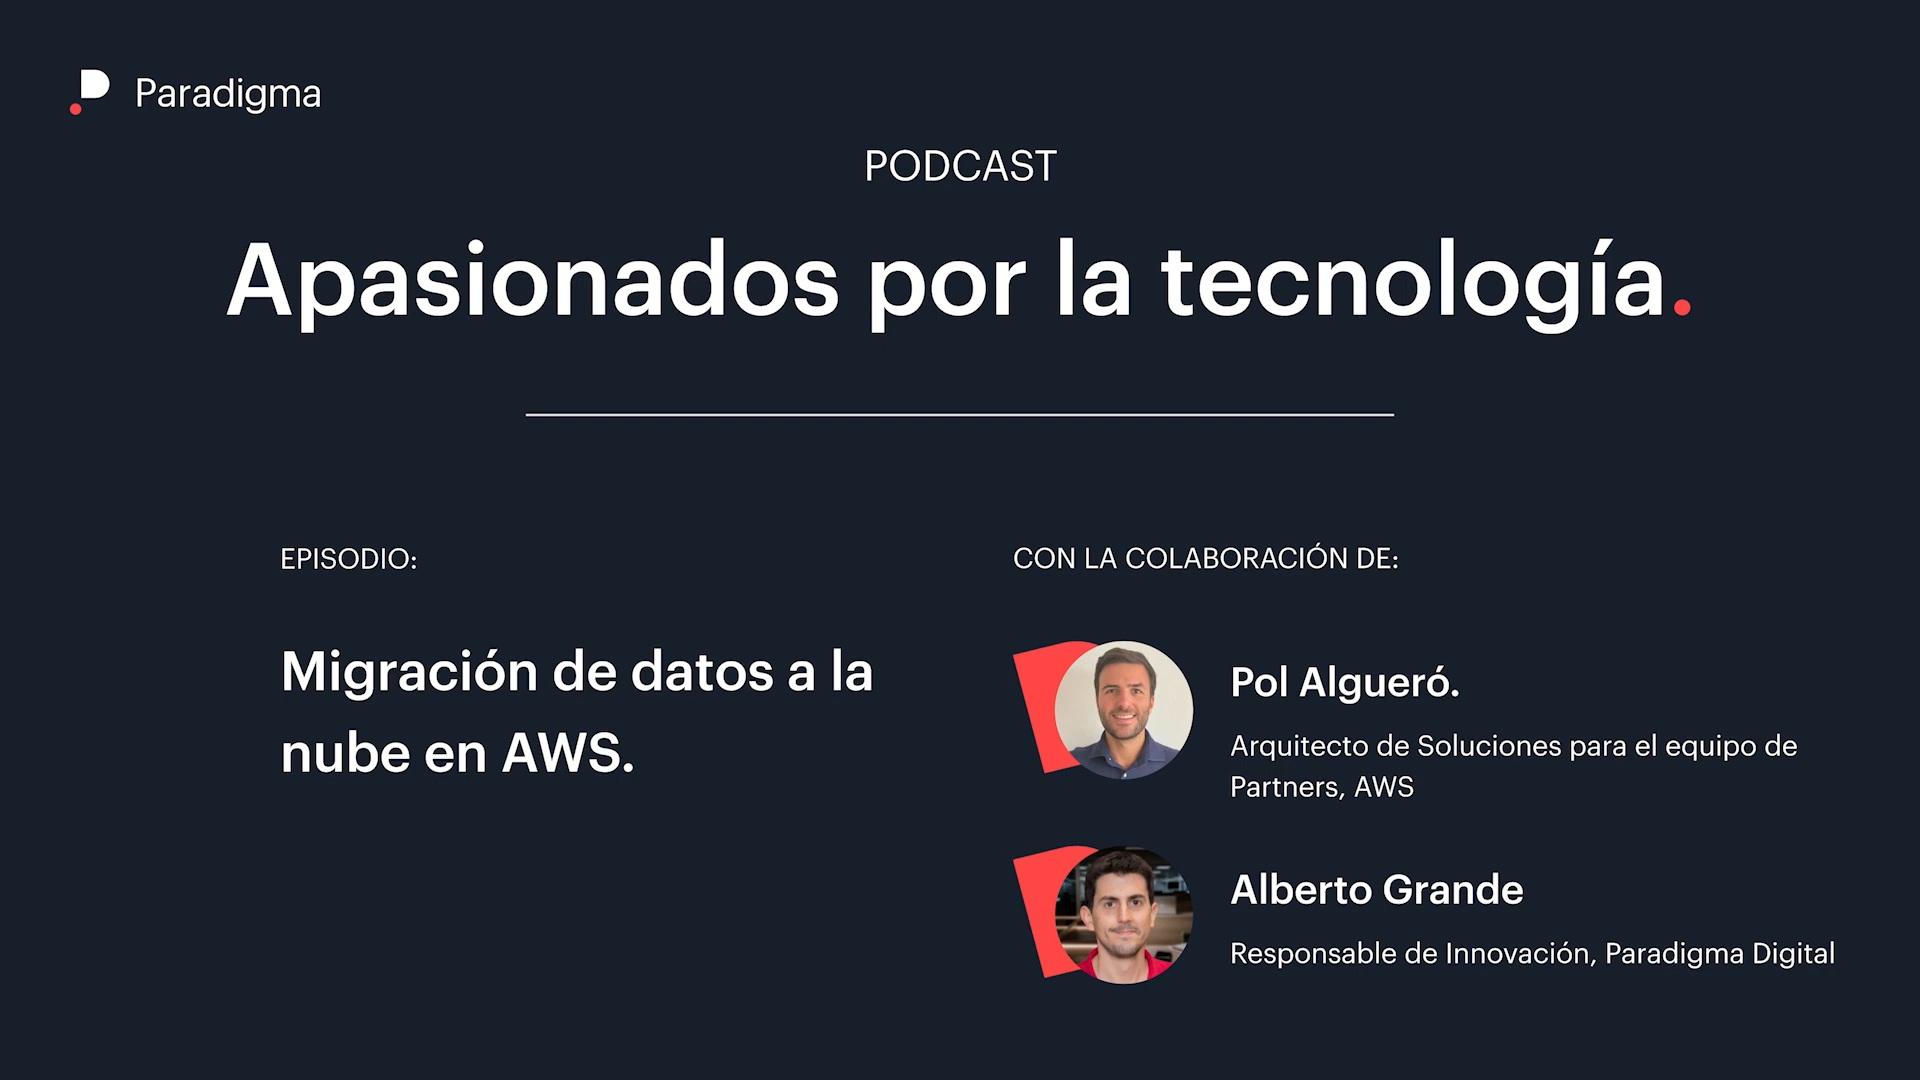 Paradigma
PODCAST
Apasionados por la tecnología.
EPISODIO:
Migración de datos a la
nube en AWS.
CON LA COLABORACIÓN DE:
Pol Algueró.
Arquitecto de Soluciones para el equipo de
Partners, AWS
Alberto Grande
Responsable de Innovación, Paradigma Digital